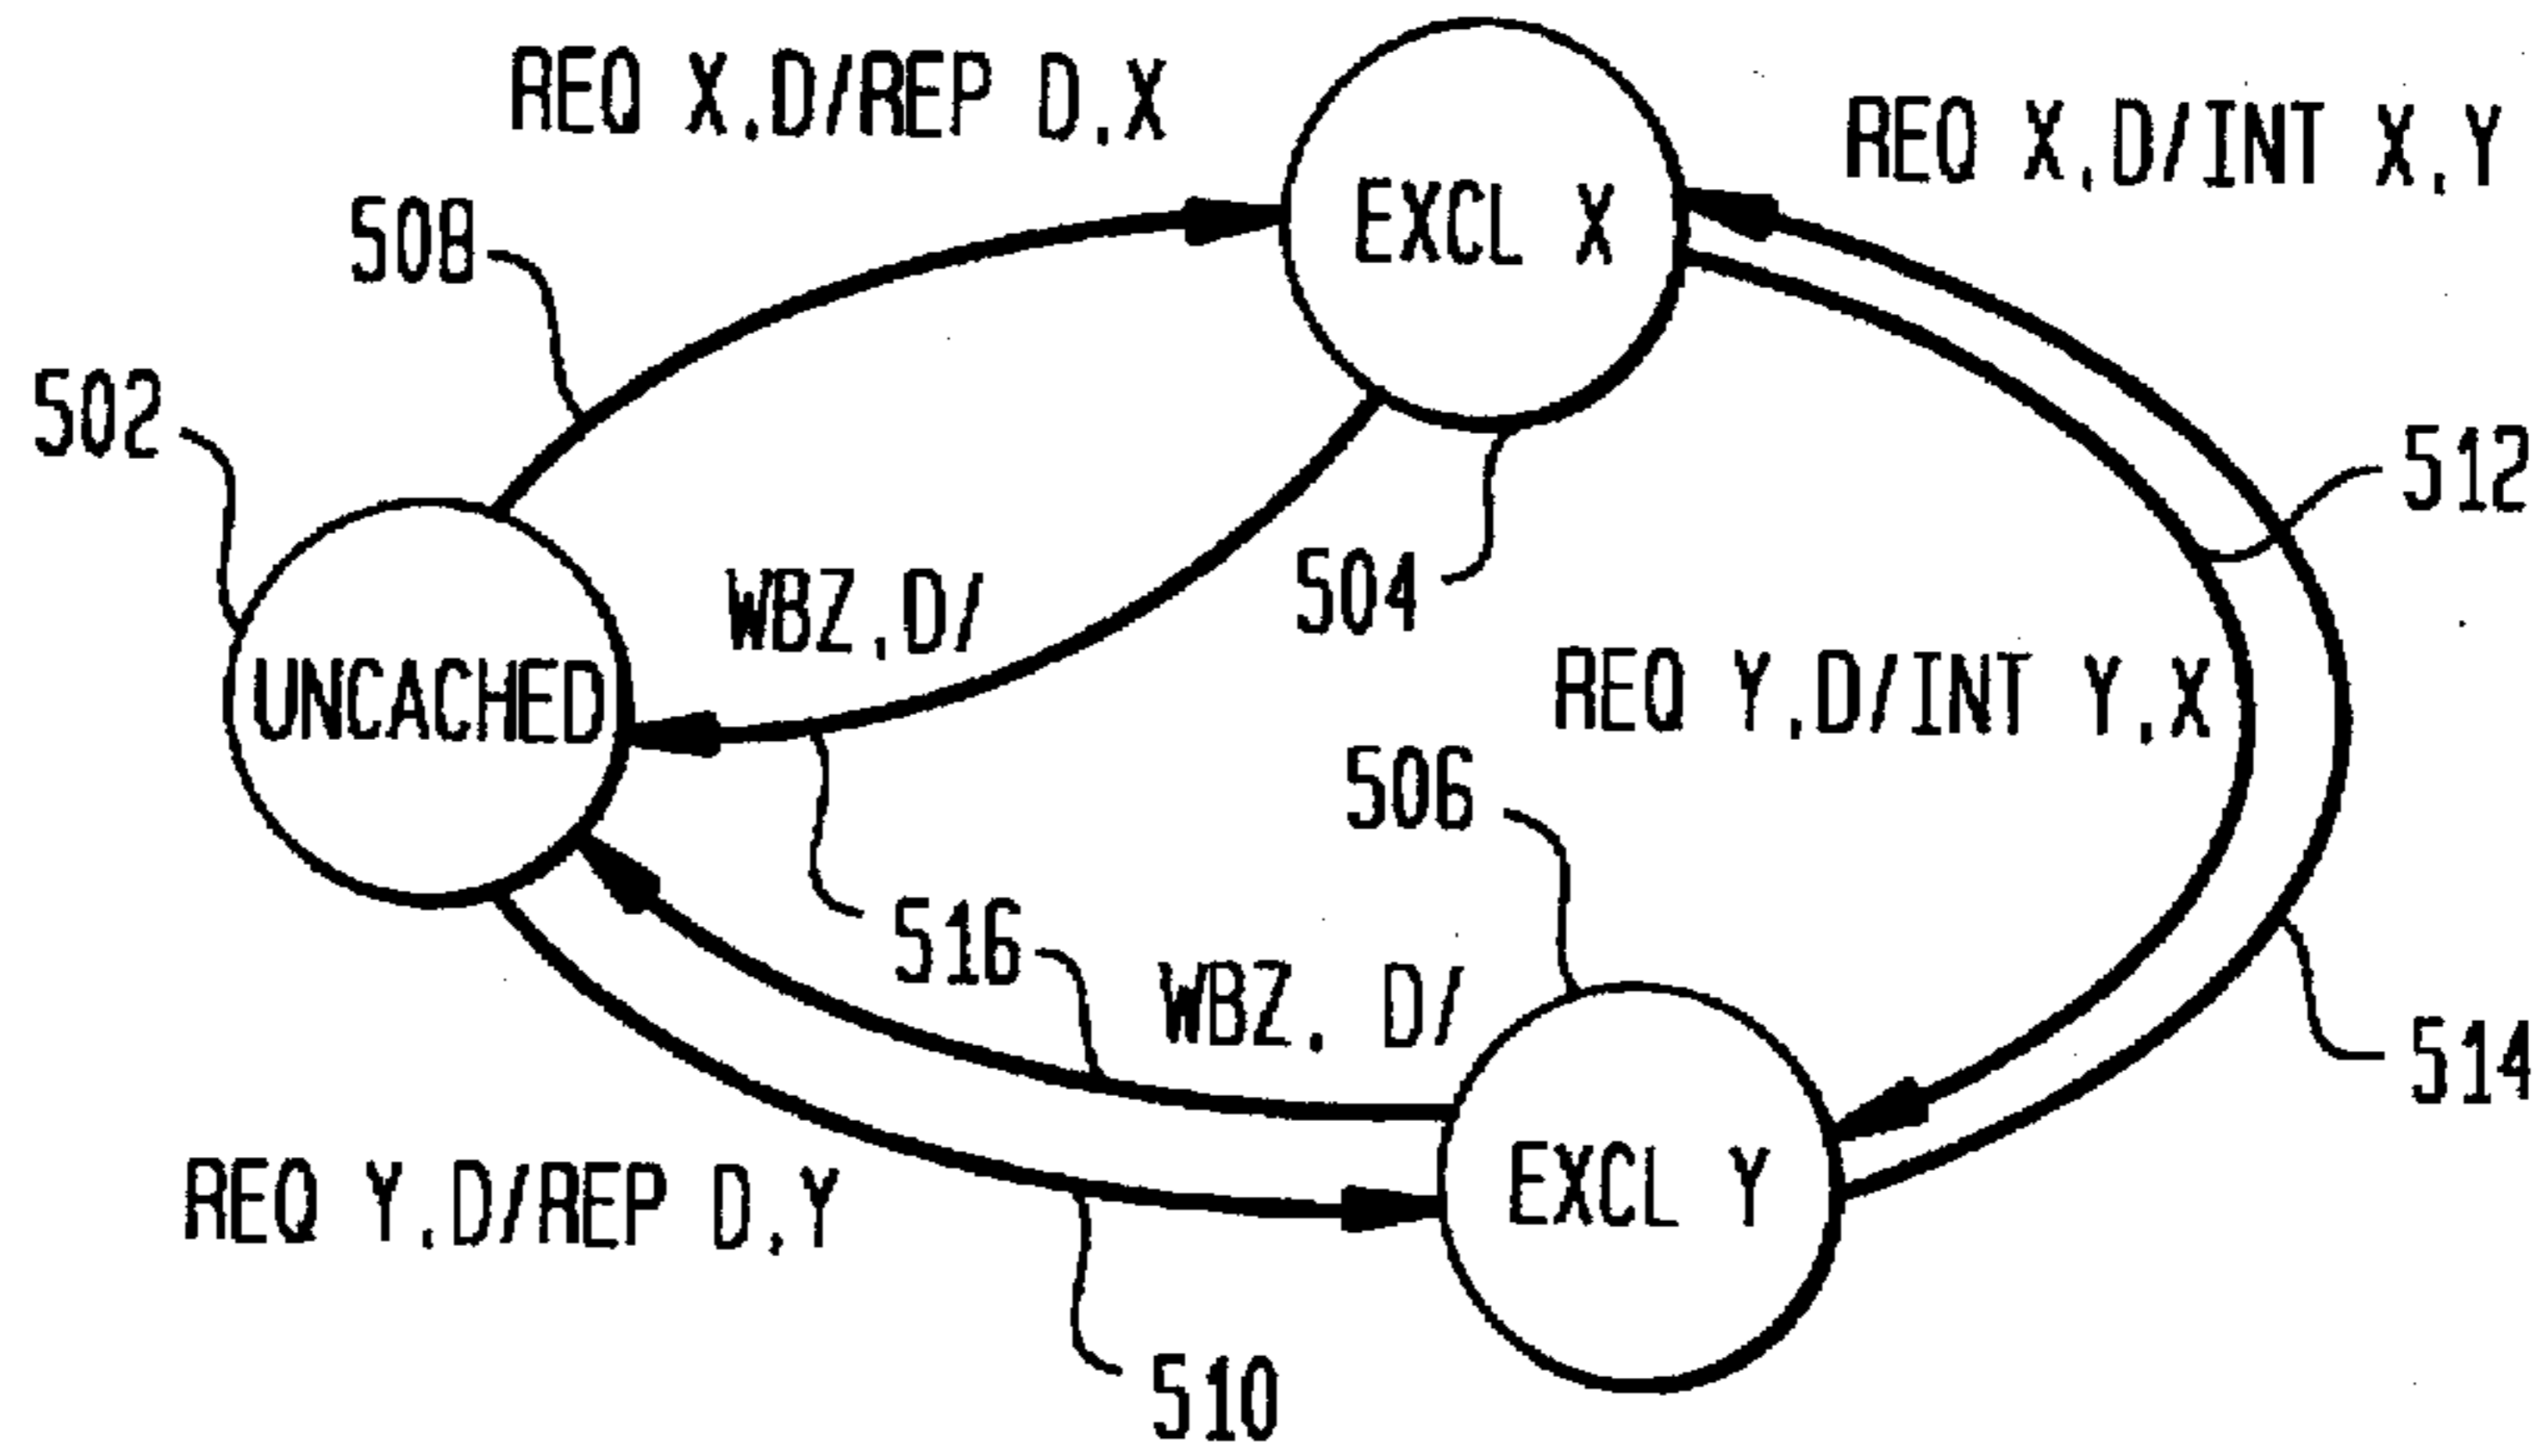 REQ X,D/REP D,X
REQ X,D/INT X,Y
508
EXCL X
502
512
504
WBZ,D/
UNCACHED
REQ Y,D/INT Y,X
506
516
WBZ, D/
514
REQ Y,D/REP D,Y
EXCL Y
510